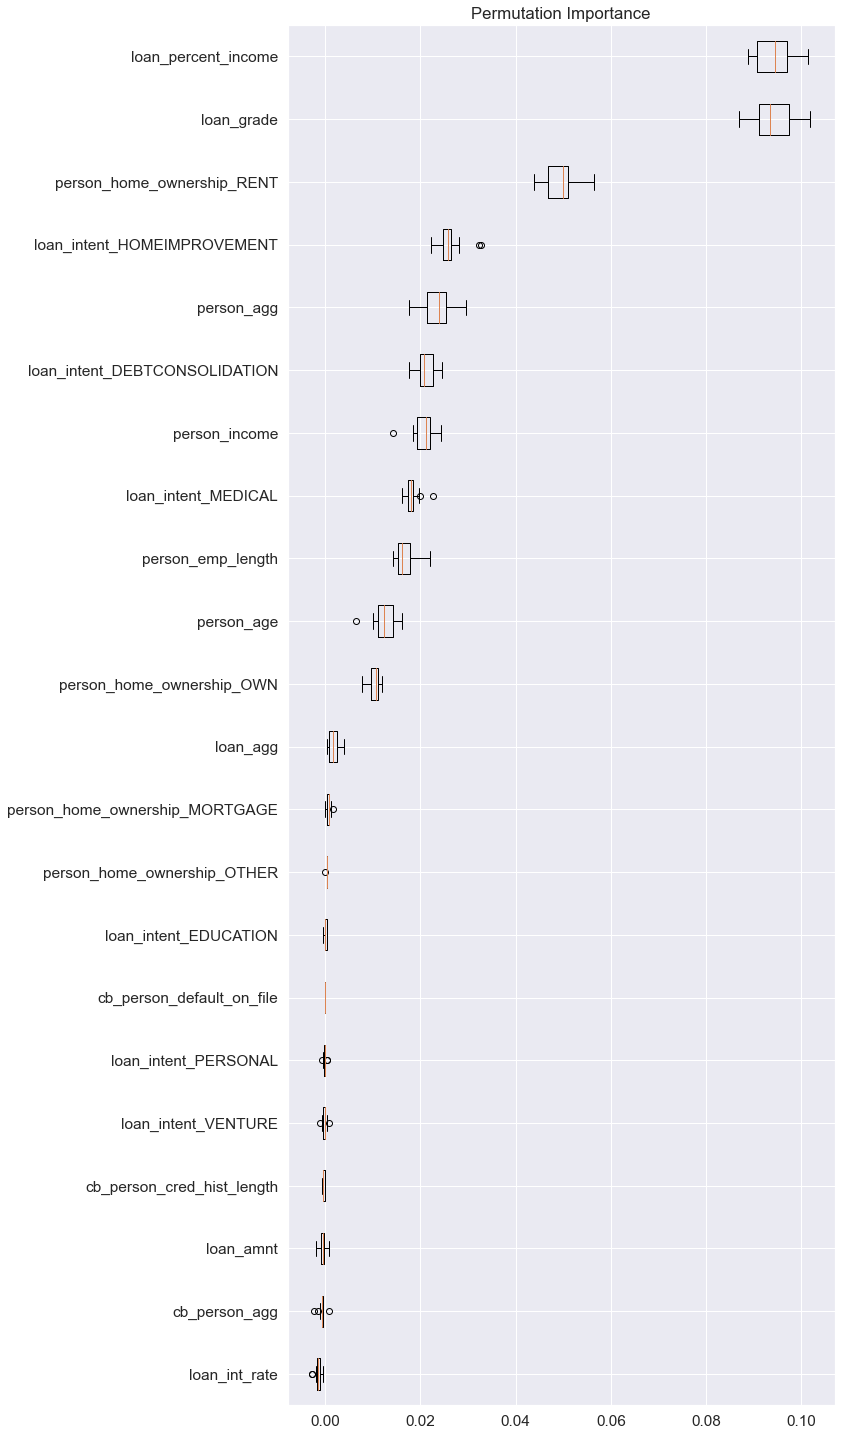 Permutation Importance
loan_percent_income
loan_grade
person_home_ownership_RENT
loan_intent_HOMEIMPROVEMENT
person_agg
loan_intent_DEBTCONSOLIDATION
person_income
loan_intent_MEDICAL
person_emp_length
person_age
person_home_ownership_OWN
loan_agg
person_home_ownership_MORTGAGE
person_home_ownership_OTHER
loan_intent_EDUCATION
cb_person_default_on_file
loan_intent_PERSONAL
loan_intent_VENTURE
cb_person_cred_hist_length
loan_amnt
cb_person_agg
loan_int_rate
0.00 0.02 0.04 0.06 0.08 0.10